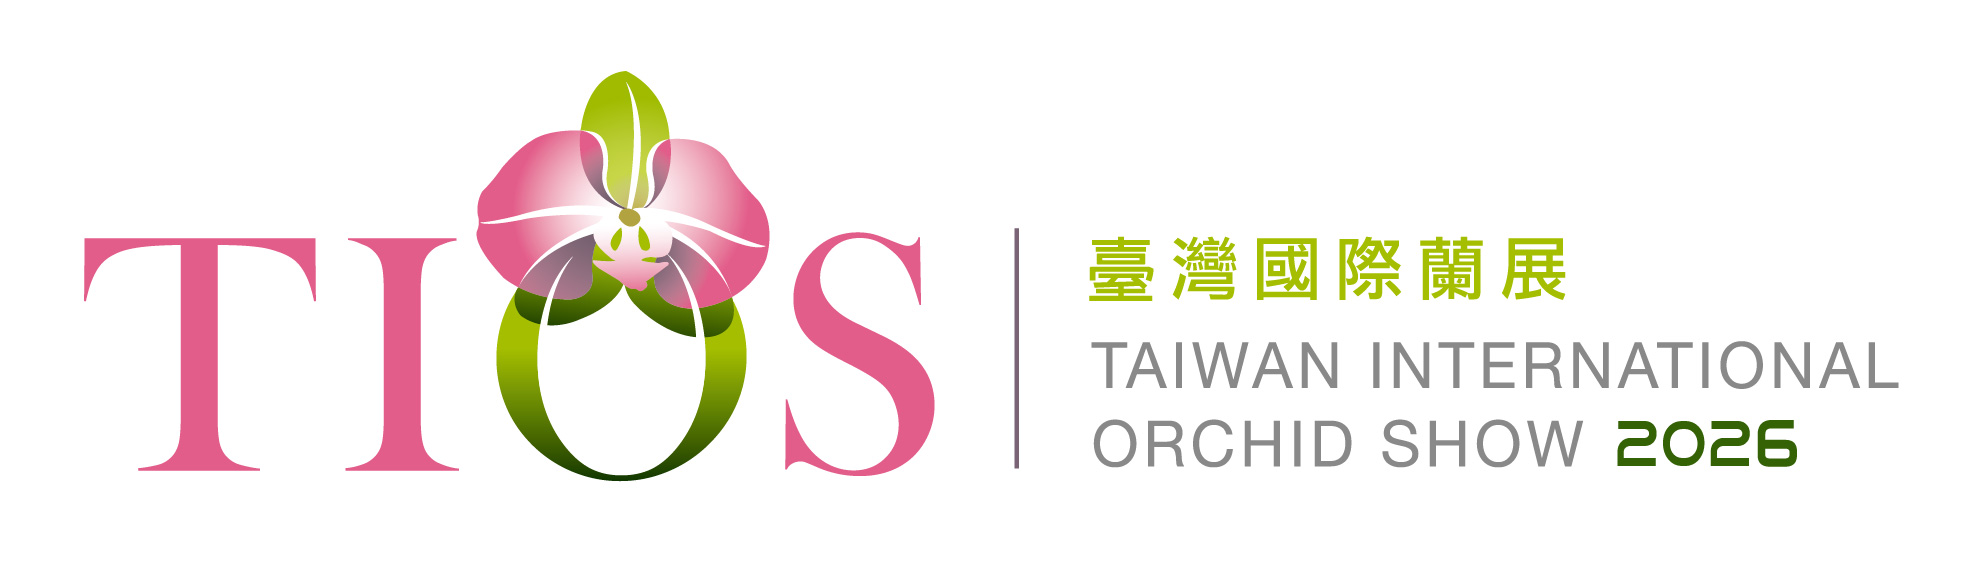 TIOS
臺灣國際蘭展
TAIWAN INTERNATIONAL
ORCHID SHOW 2026